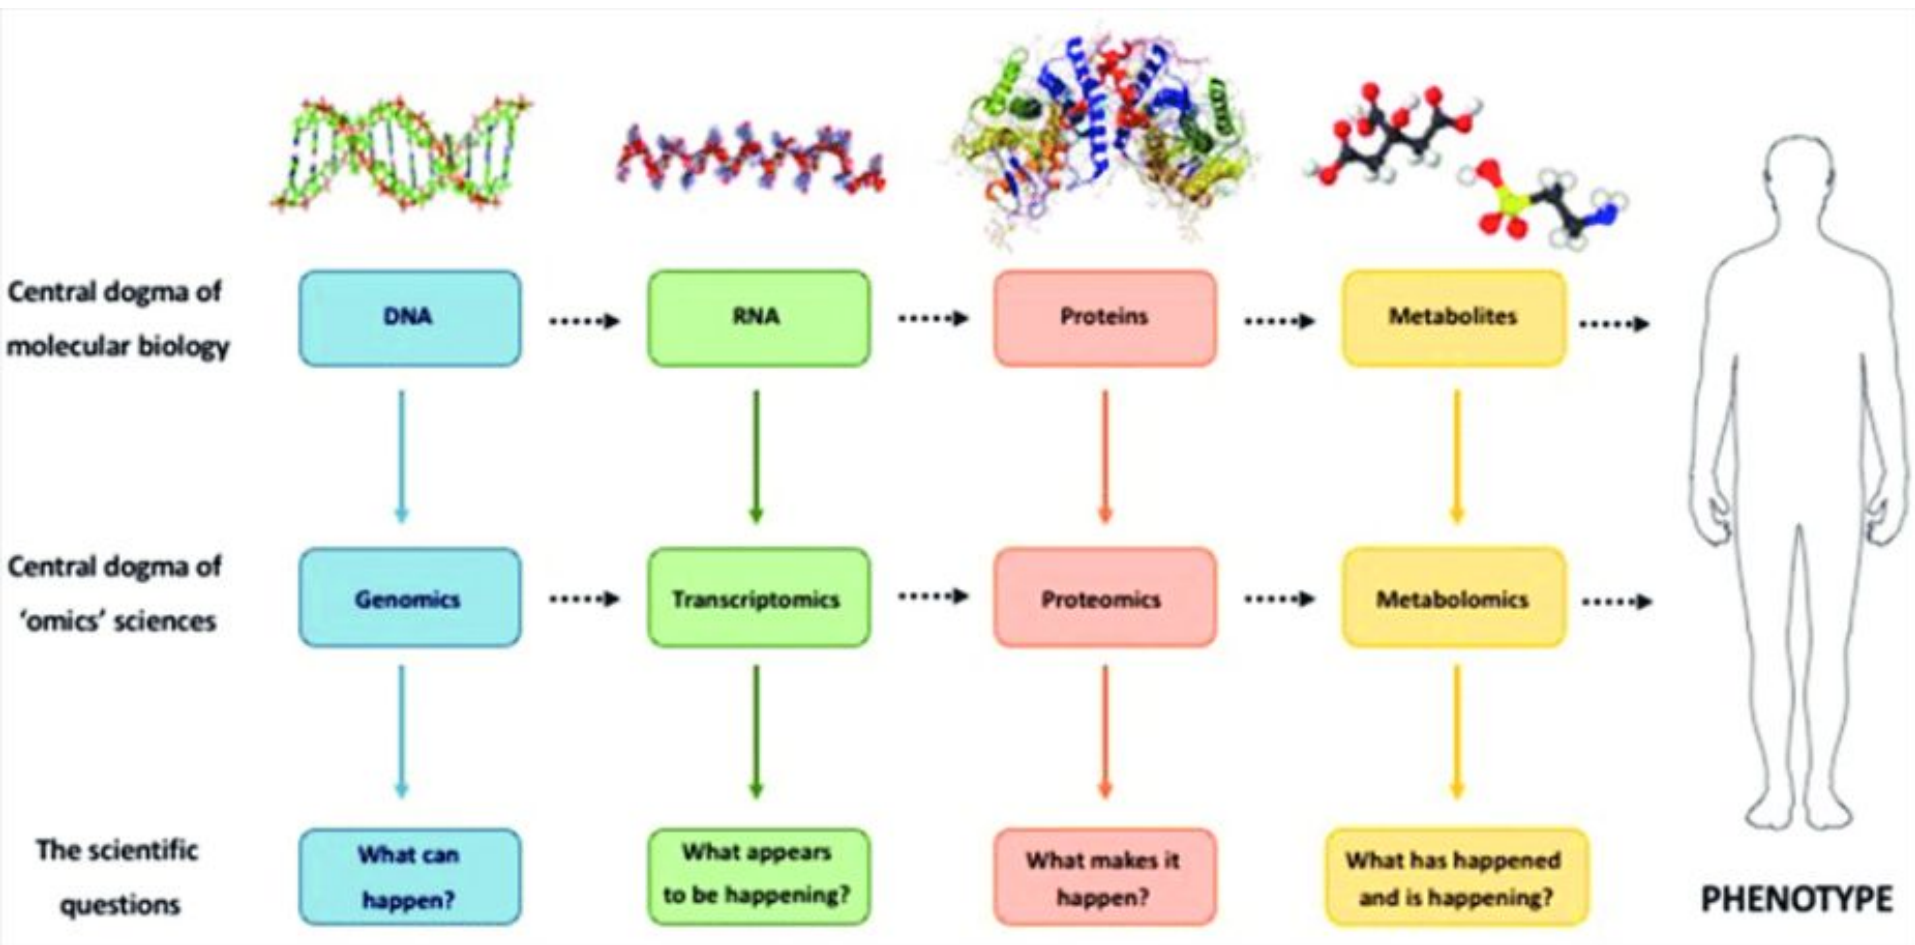 Central dogma of
molecular biology
DNA
RNA
Proteins
Metabolites
Central dogma of
‘omics’ sciences
Genomics
Transcriptomics
Proteomics
Metabolomics
The scientific
questions
What can
happen?
What appears
to be happening?
What makes it
happen?
What has happened
and is happening?
PHENOTYPE